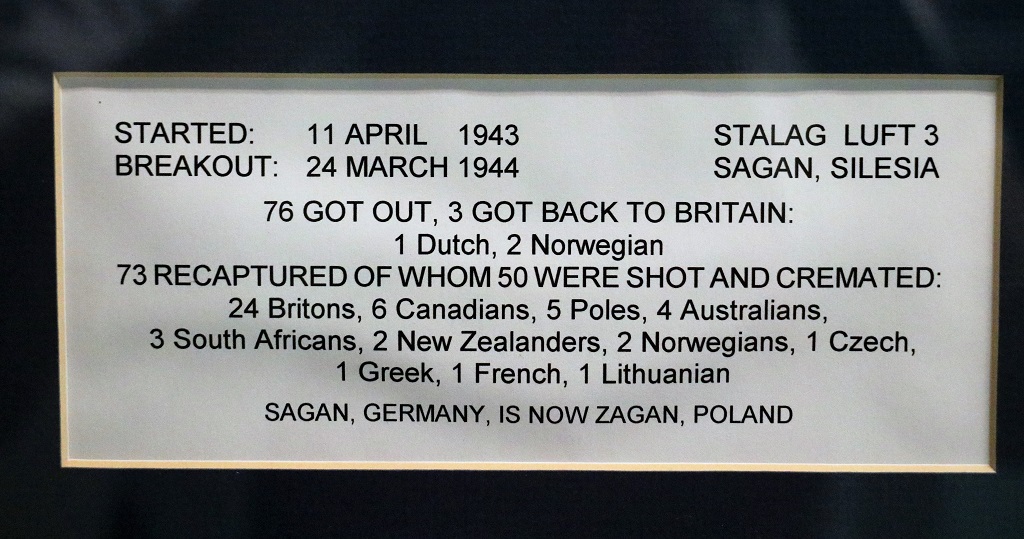 STARTED: 11 APRIL 1943 STALAG LUFT 3
BREAKOUT: 24 MARCH 1944 SAGAN, SILESIA
76 GOT OUT, 3 GOT BACK TO BRITAIN:
1 Dutch, 2 Norwegian
73 RECAPTURED OF WHOM 50 WERE SHOT AND CREMATED:
24 Britons, 6 Canadians, 5 Poles, 4 Australians,
3 South Africans, 2 New Zealanders, 2 Norwegians, 1 Czech,
1 Greek, 1 French, 1 Lithuanian
SAGAN, GERMANY, IS NOW ZAGAN, POLAND